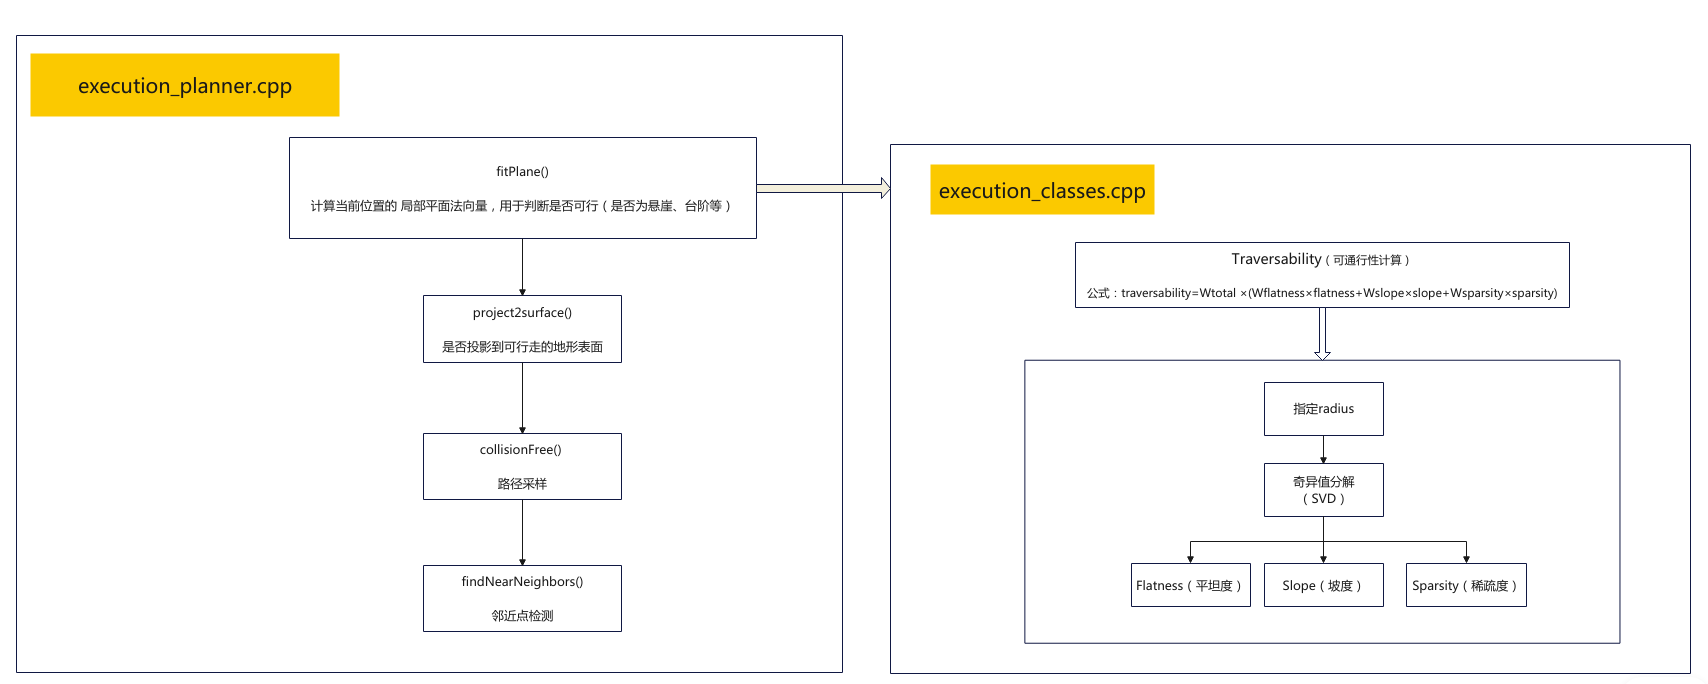 execution_planner.cpp
fitPlane()
计算当前位置的 局部平面法向量，用于判断是否可行（是否为悬崖、台阶等）
project2surface()
是否投影到可行走的地形表面
collisionFree()
路径采样
findNearNeighbors()
邻近点检测
execution_classes.cpp
Traversability（可通行性计算）
公式：traversability=Wtotal ×(Wflatness×flatness+Wslope×slope+Wsparsity×sparsity)
指定radius
奇异值分解
（SVD）
Flatness（平坦度）
Slope（坡度）
Sparsity（稀疏度）